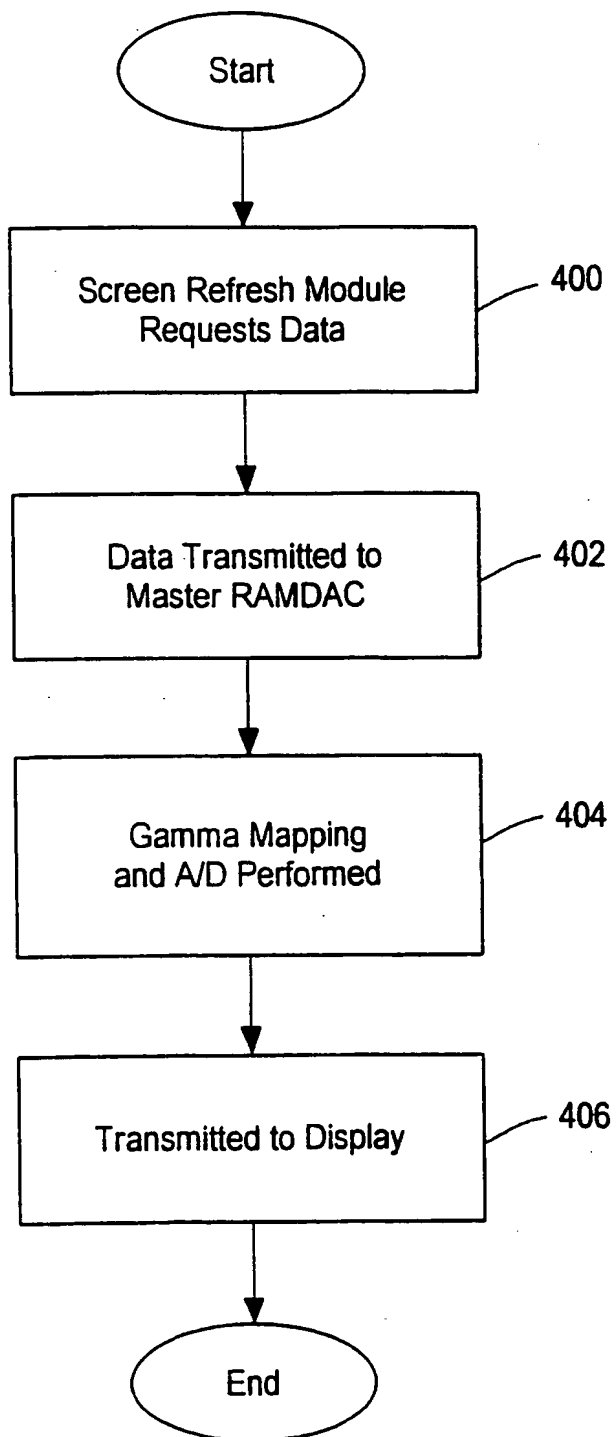 Start
Screen Refresh Module
Requests Data
400
Data Transmitted to
Master RAMDAC
402
Gamma Mapping
and A/D Performed
404
Transmitted to Display
406
End